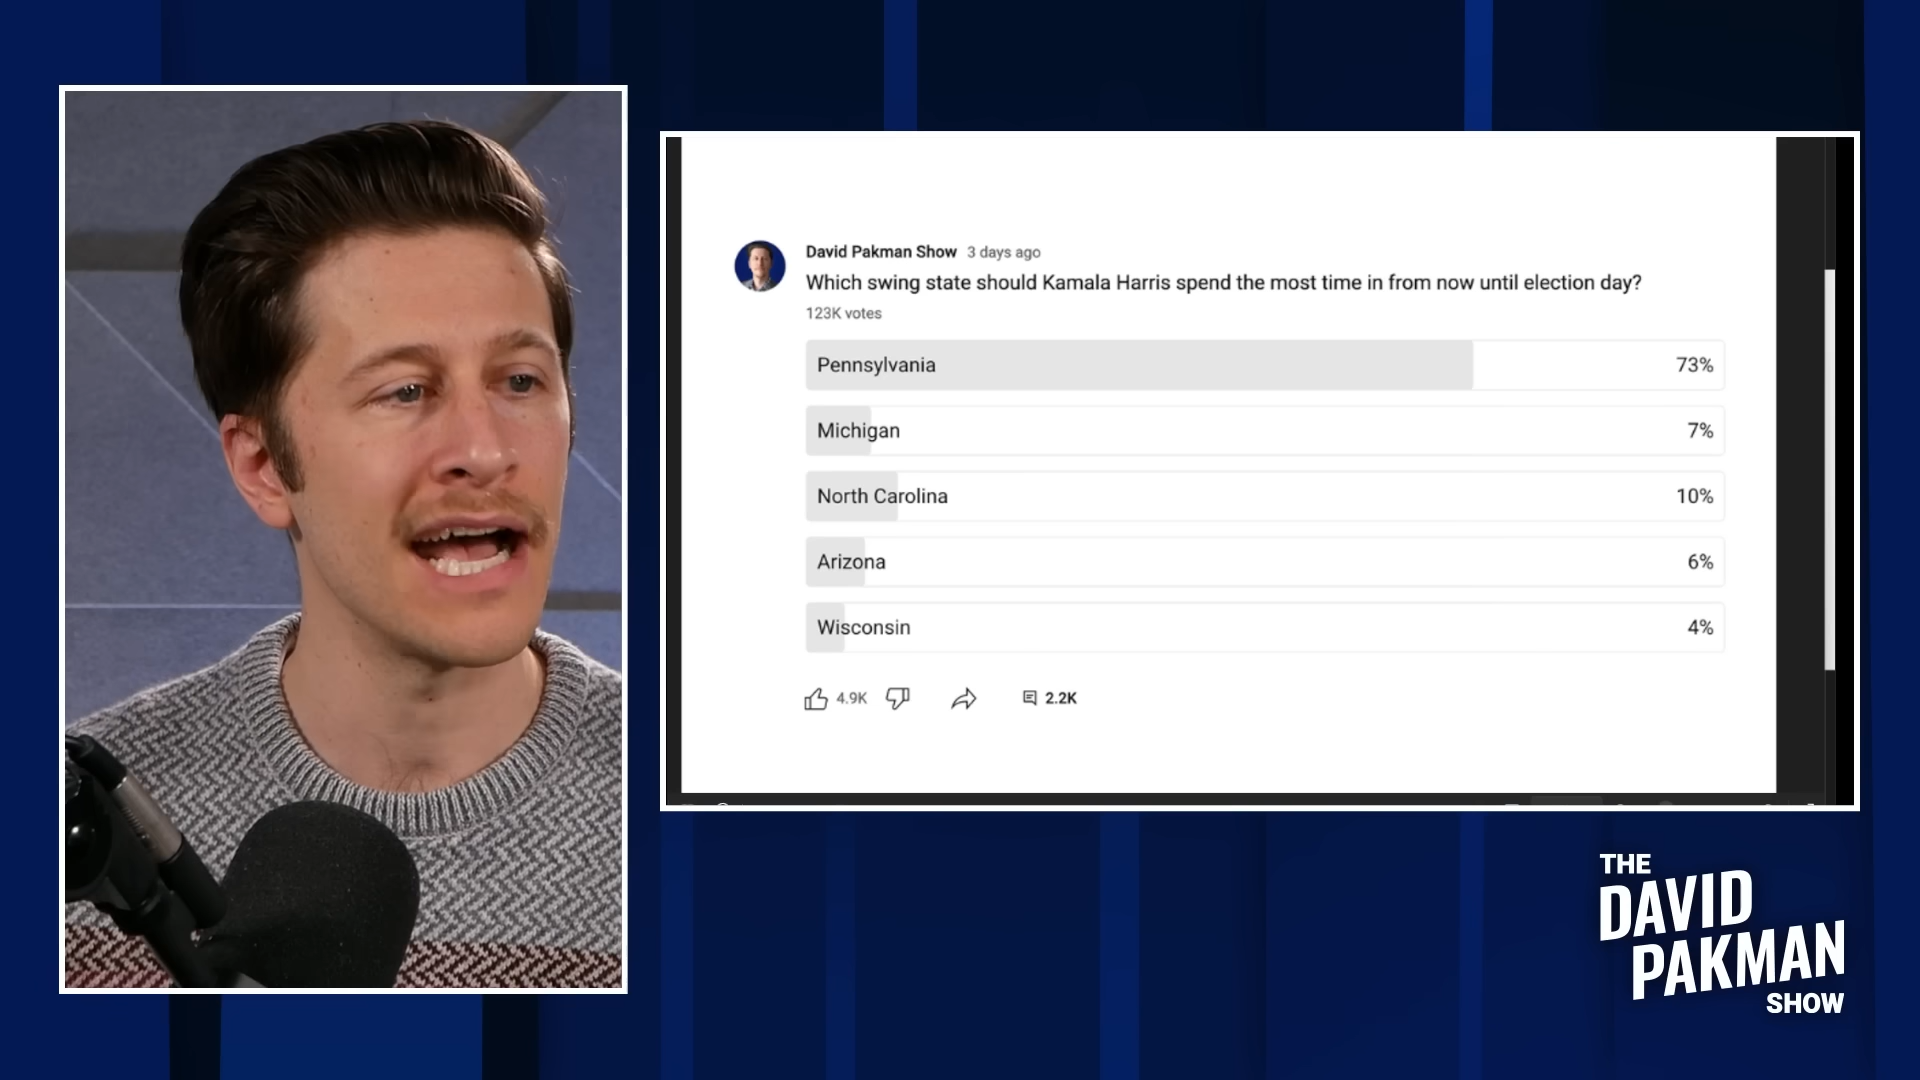 David Pakman Show 3 days ago
Which swing state should Kamala Harris spend the most time in from now until election day?
123K votes
Pennsylvania 73%
Michigan 7%
North Carolina 10%
Arizona 6%
Wisconsin 4%
4.9K 2.2K
THE
DAVID
PAKMAN
SHOW